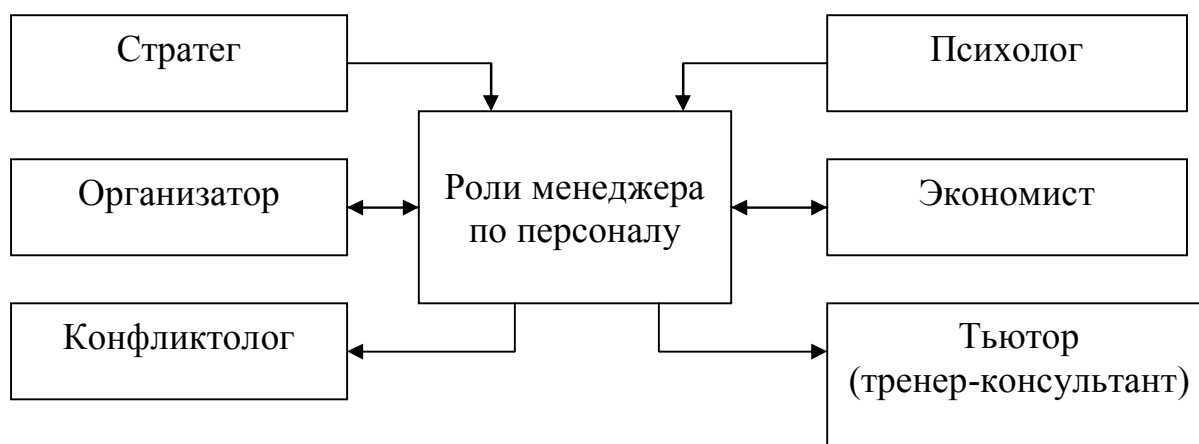 Стратег
Психолог
Организатор
Роли менеджера
по персоналу
Экономист
Конфликтолог
Тьютор
(тренер-консультант)